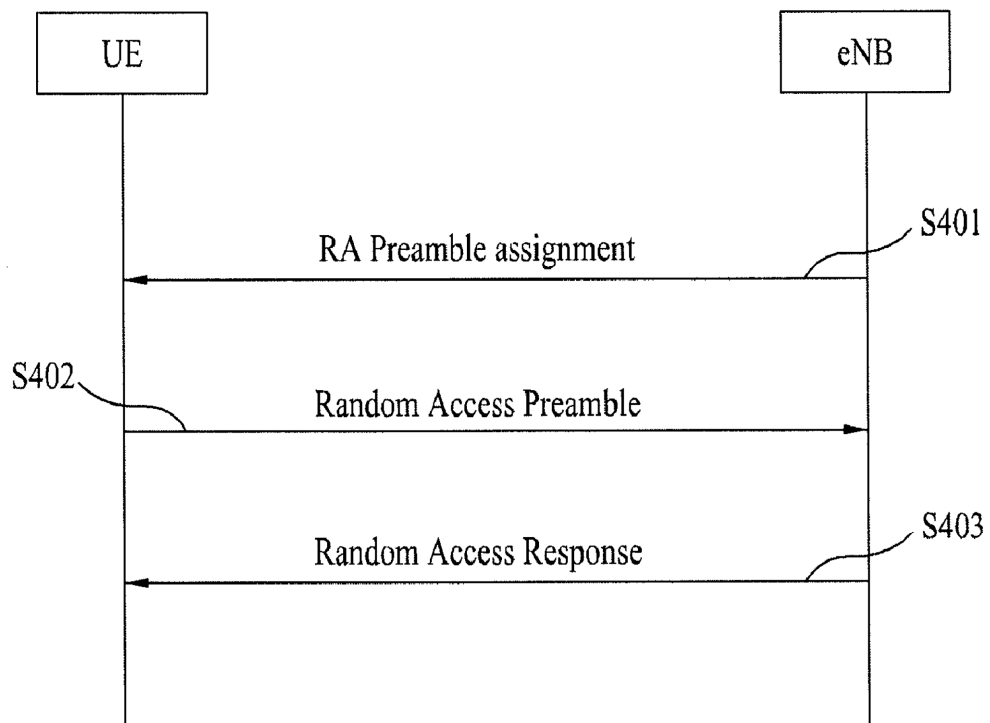 UE
eNB
S401
RA Preamble assignment
S402
Random Access Preamble
S403
Random Access Response